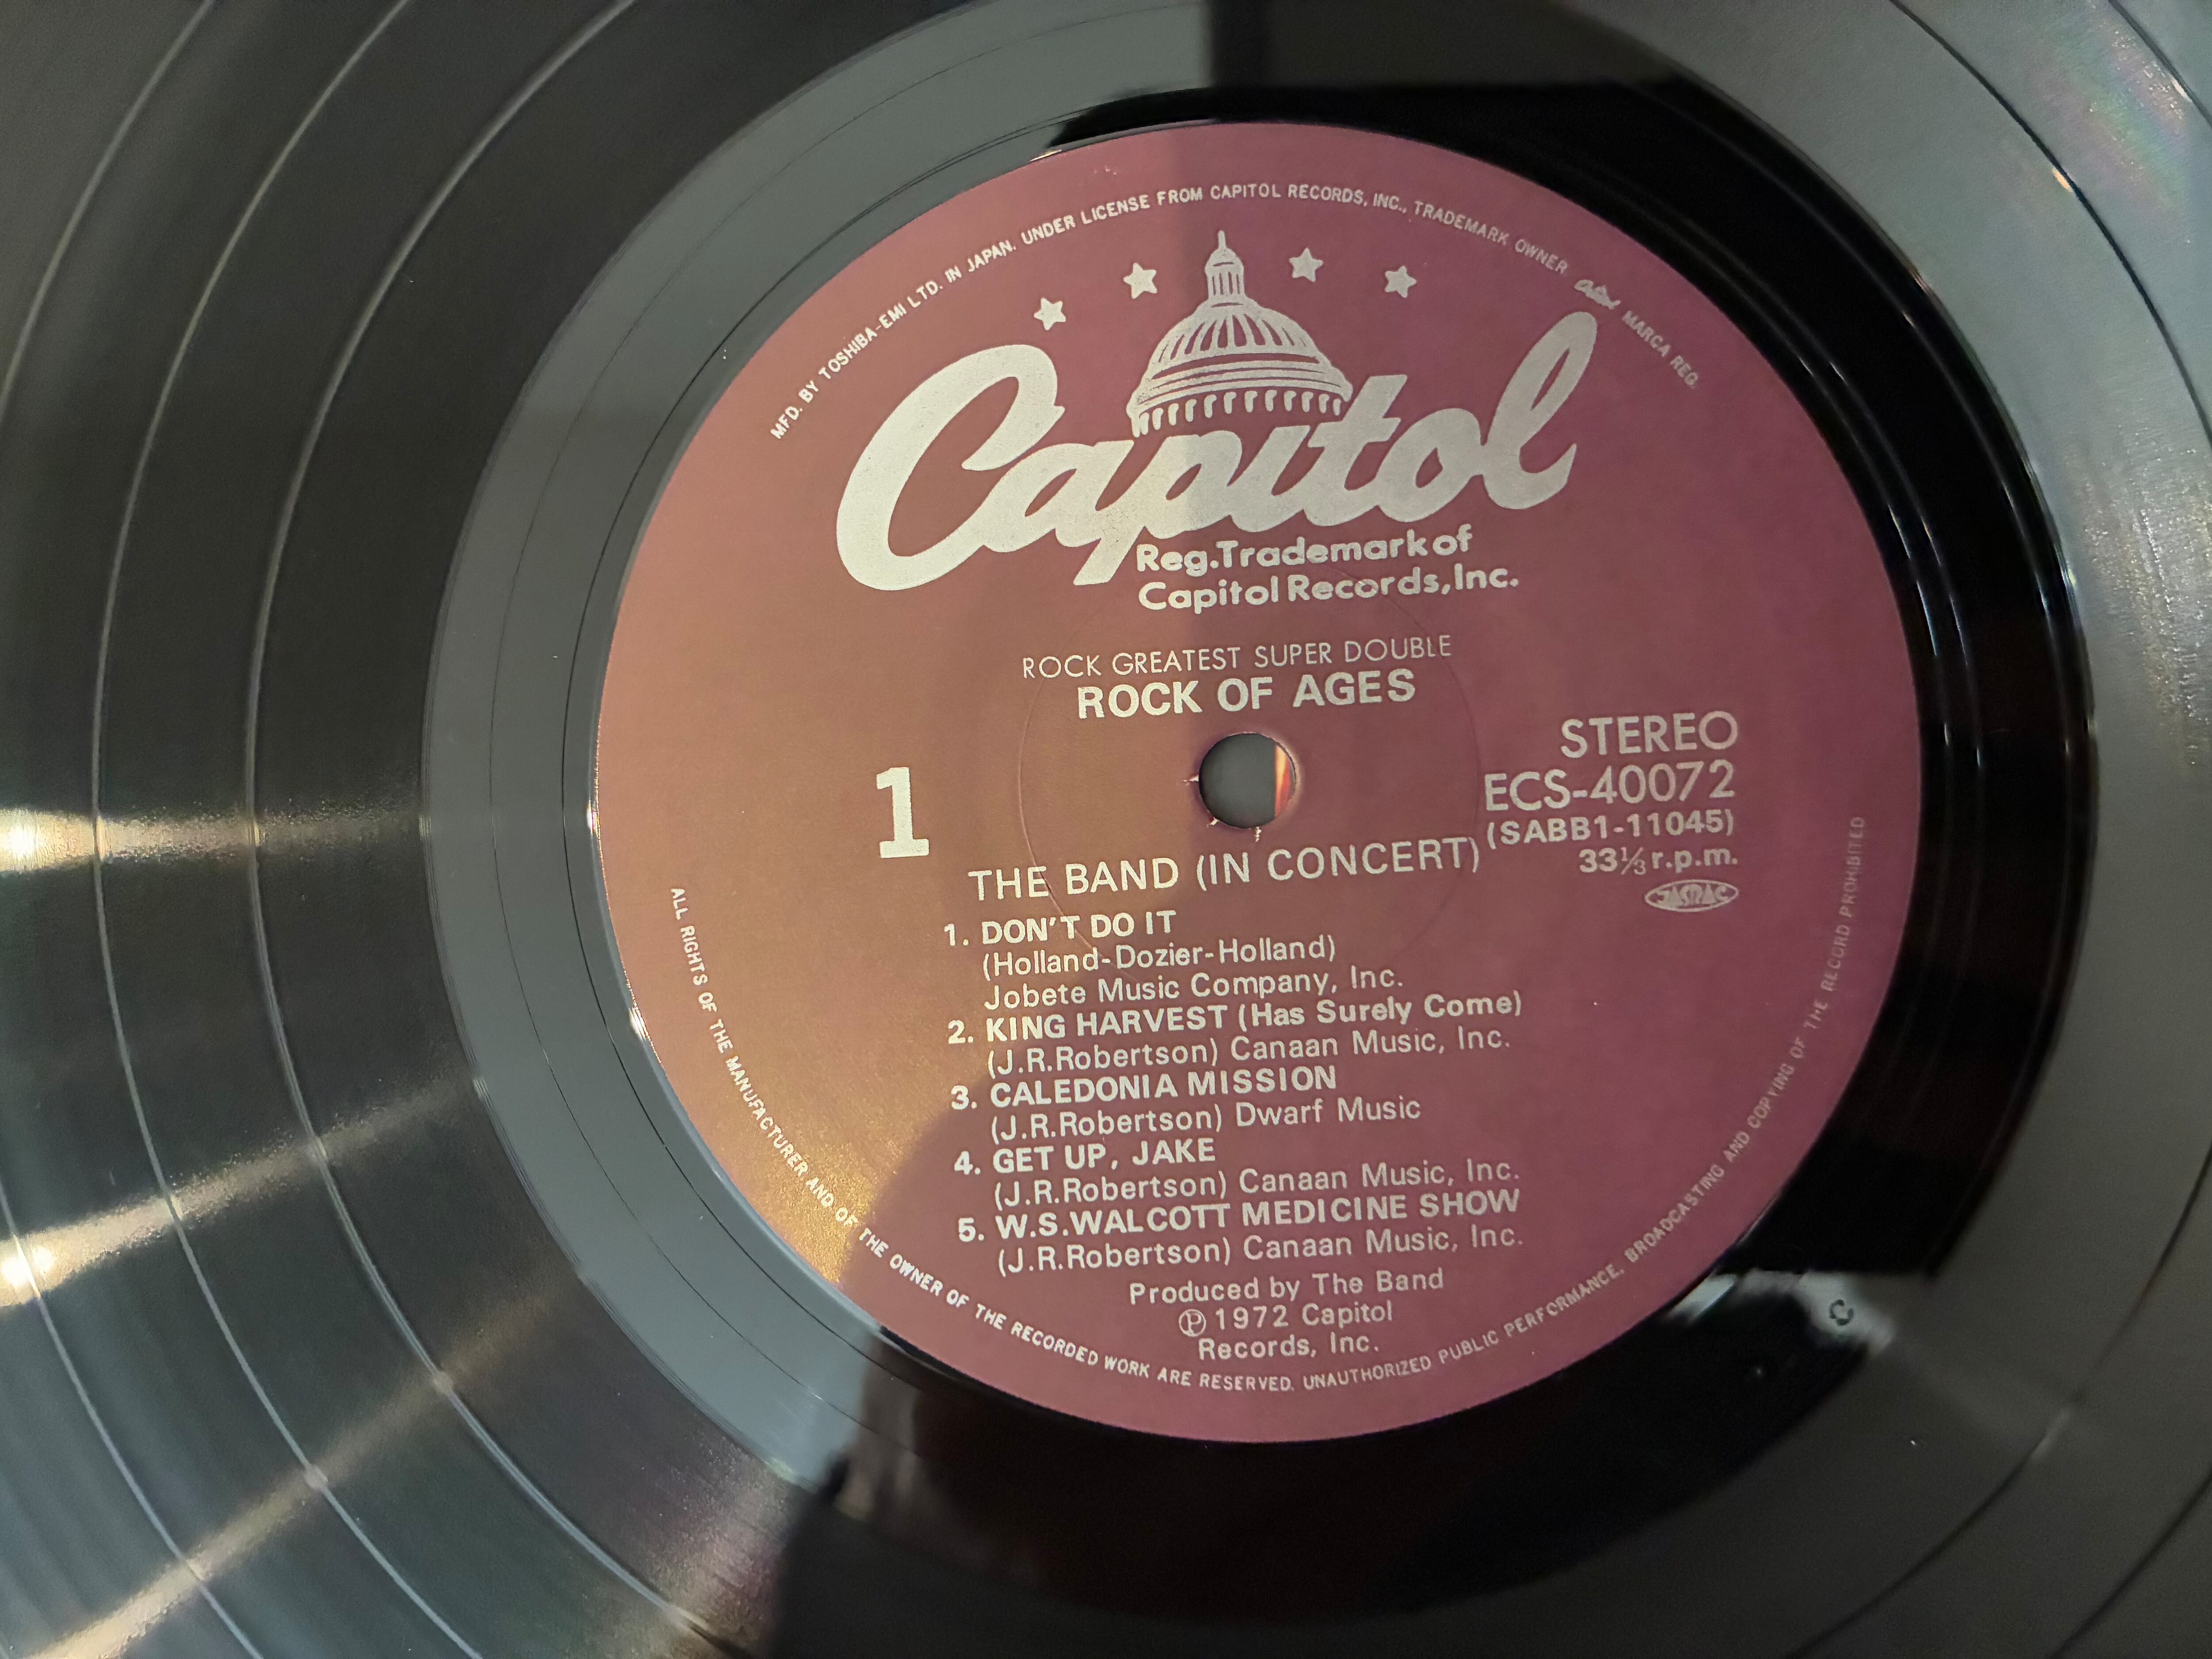 MFD. BY TOSHIBA-EMI LTD. IN JAPAN. UNDER LICENSE FROM CAPITOL RECORDS, INC., TRADEMARK OWNER. Capitol MARCA REG.
Capitol
Reg.Trademark of
Capitol Records,Inc.
ROCK GREATEST SUPER DOUBLE
ROCK OF AGES
1
STEREO
ECS-40072
(SABB1-11045)
33⅓ r.p.m.
JASRAC
THE BAND (IN CONCERT)
1. DON'T DO IT
(Holland-Dozier-Holland)
Jobete Music Company, Inc.
2. KING HARVEST (Has Surely Come)
(J.R.Robertson) Canaan Music, Inc.
3. CALEDONIA MISSION
(J.R.Robertson) Dwarf Music
4. GET UP, JAKE
(J.R.Robertson) Canaan Music, Inc.
5. W.S.WALCOTT MEDICINE SHOW
(J.R.Robertson) Canaan Music, Inc.
Produced by The Band
Ⓟ 1972 Capitol
Records, Inc.
ALL RIGHTS OF THE MANUFACTURER AND OF THE OWNER OF THE RECORDED WORK ARE RESERVED. UNAUTHORIZED PUBLIC PERFORMANCE, BROADCASTING AND COPYING OF THE RECORD PROHIBITED